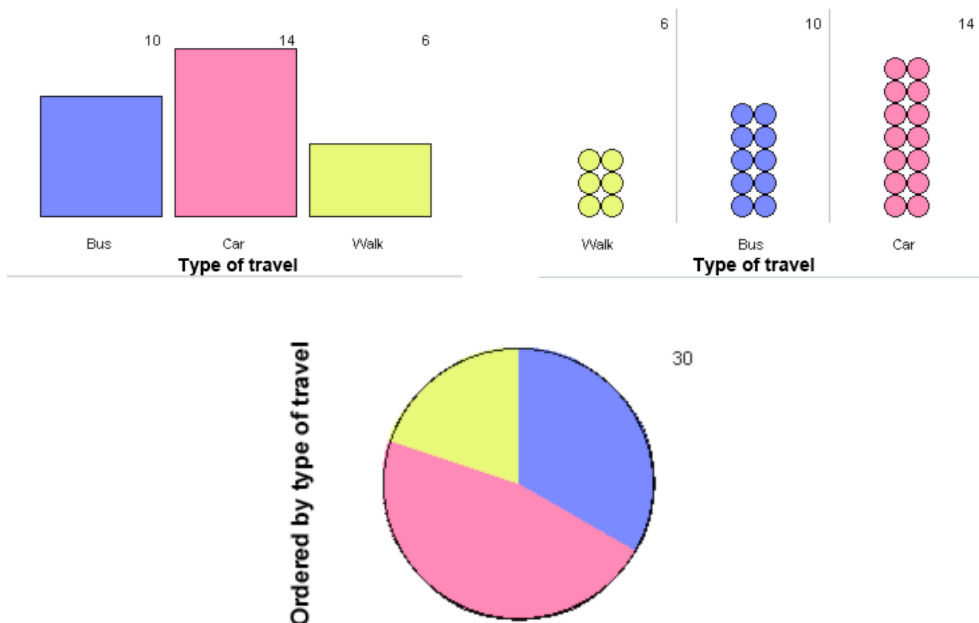 10 14 6
Bus Car Walk
Type of travel
6 10 14
Walk Bus Car
Type of travel
Ordered by type of travel
30